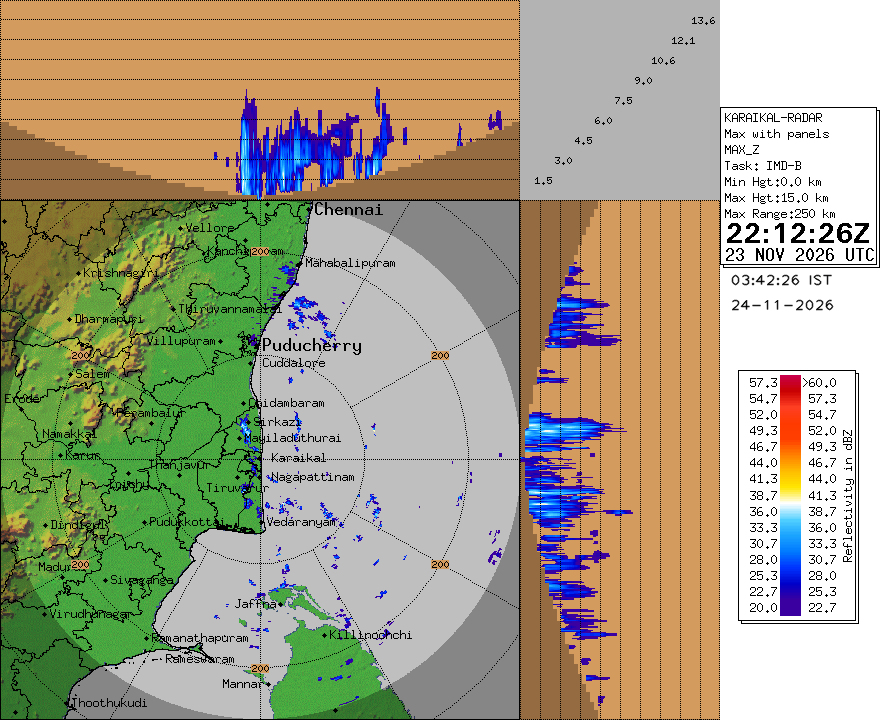 13.6
12.1
10.6
9.0
7.5
6.0
4.5
3.0
1.5
KARAIKAL-RADAR
Max with panels
MAX_Z
Task: IMD-B
Min Hgt:0.0 km
Max Hgt:15.0 km
Max Range:250 km
22:12:26Z
23 NOV 2026 UTC
03:42:26 IST
24-11-2026
Chennai
Vellore
200
Mahabalipuram
Krishnagiri
Thiruvannamalai
Dharmapuri
Villupuram
Puducherry
200
200
Cuddalore
Salem
Erode
Chidambaram
Perambalur
Sirkazi
Namakkal
Mayiladuthurai
Karur
Karaikal
Thanjavur
Nagapattinam
Tiruvarur
Dindigul
Pudukkottai
Vedaranyam
200
200
Madurai
Sivaganga
Jaffna
Virudhunagar
Ramanathapuram
Killinochchi
Rameswaram
200
Mannar
Thoothukudi
57.3 >60.0
54.7 57.3
52.0 54.7
49.3 52.0
46.7 49.3
44.0 46.7
41.3 44.0
38.7 41.3
36.0 38.7
33.3 36.0
30.7 33.3
28.0 30.7
25.3 28.0
22.7 25.3
20.0 22.7
Reflectivity in dBZ